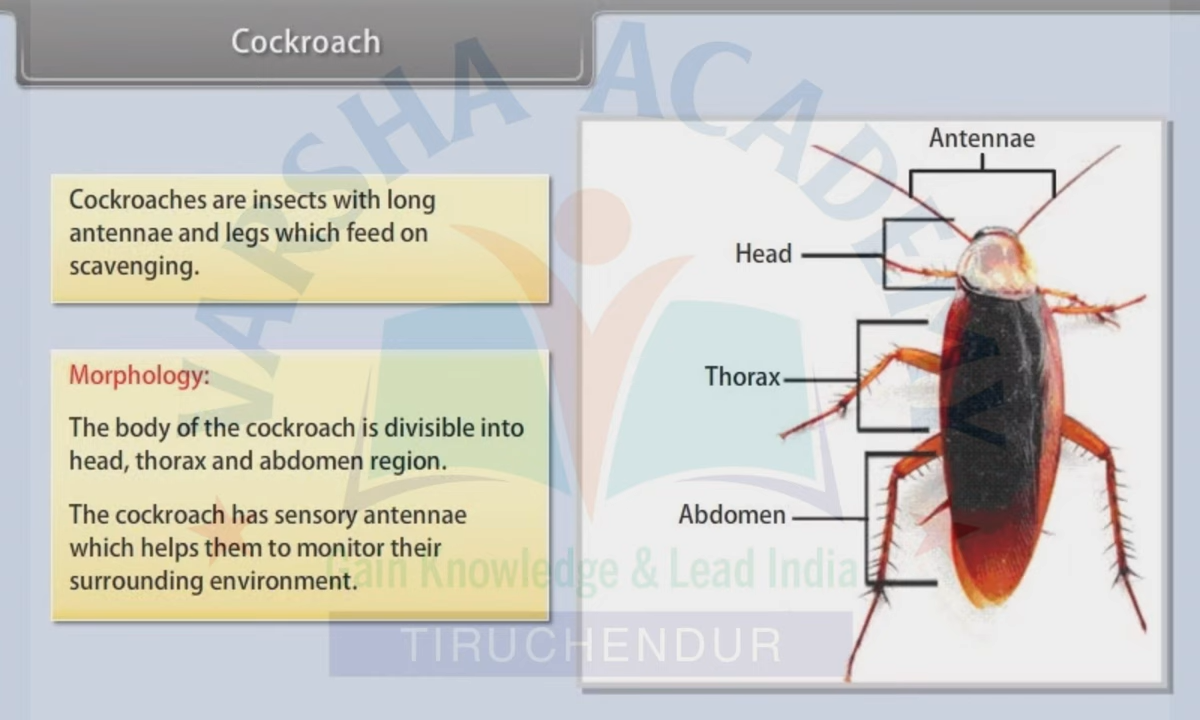 Cockroach
VARSHA ACADEMY
Cockroaches are insects with long
antennae and legs which feed on
scavenging.
Morphology:
The body of the cockroach is divisible into
head, thorax and abdomen region.
The cockroach has sensory antennae
which helps them to monitor their
surrounding environment.
Antennae
Head
Thorax
Abdomen
Gain Knowledge & Lead India
TIRUCHENDUR